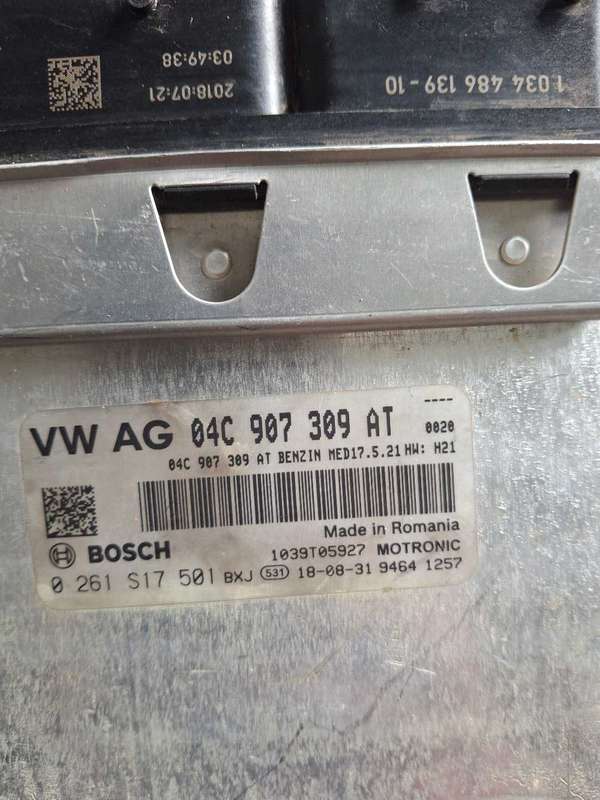 03:49:38
2018:07:21
1 034 486 139-10
----
VW AG 04C 907 309 AT 0020
04C 907 309 AT BENZIN MED17.5.21 HW: H21
Made in Romania
BOSCH 1039T05927 MOTRONIC
0 261 S17 501 BXJ 531 18-08-31 9464 1257